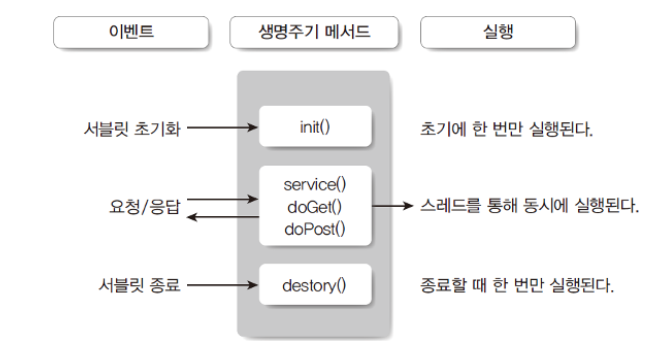 이벤트 생명주기 메서드 실행
서블릿 초기화 init() 초기에 한 번만 실행된다.
service()
요청/응답 doGet() 스레드를 통해 동시에 실행된다.
doPost()
서블릿 종료 destory() 종료할 때 한 번만 실행된다.